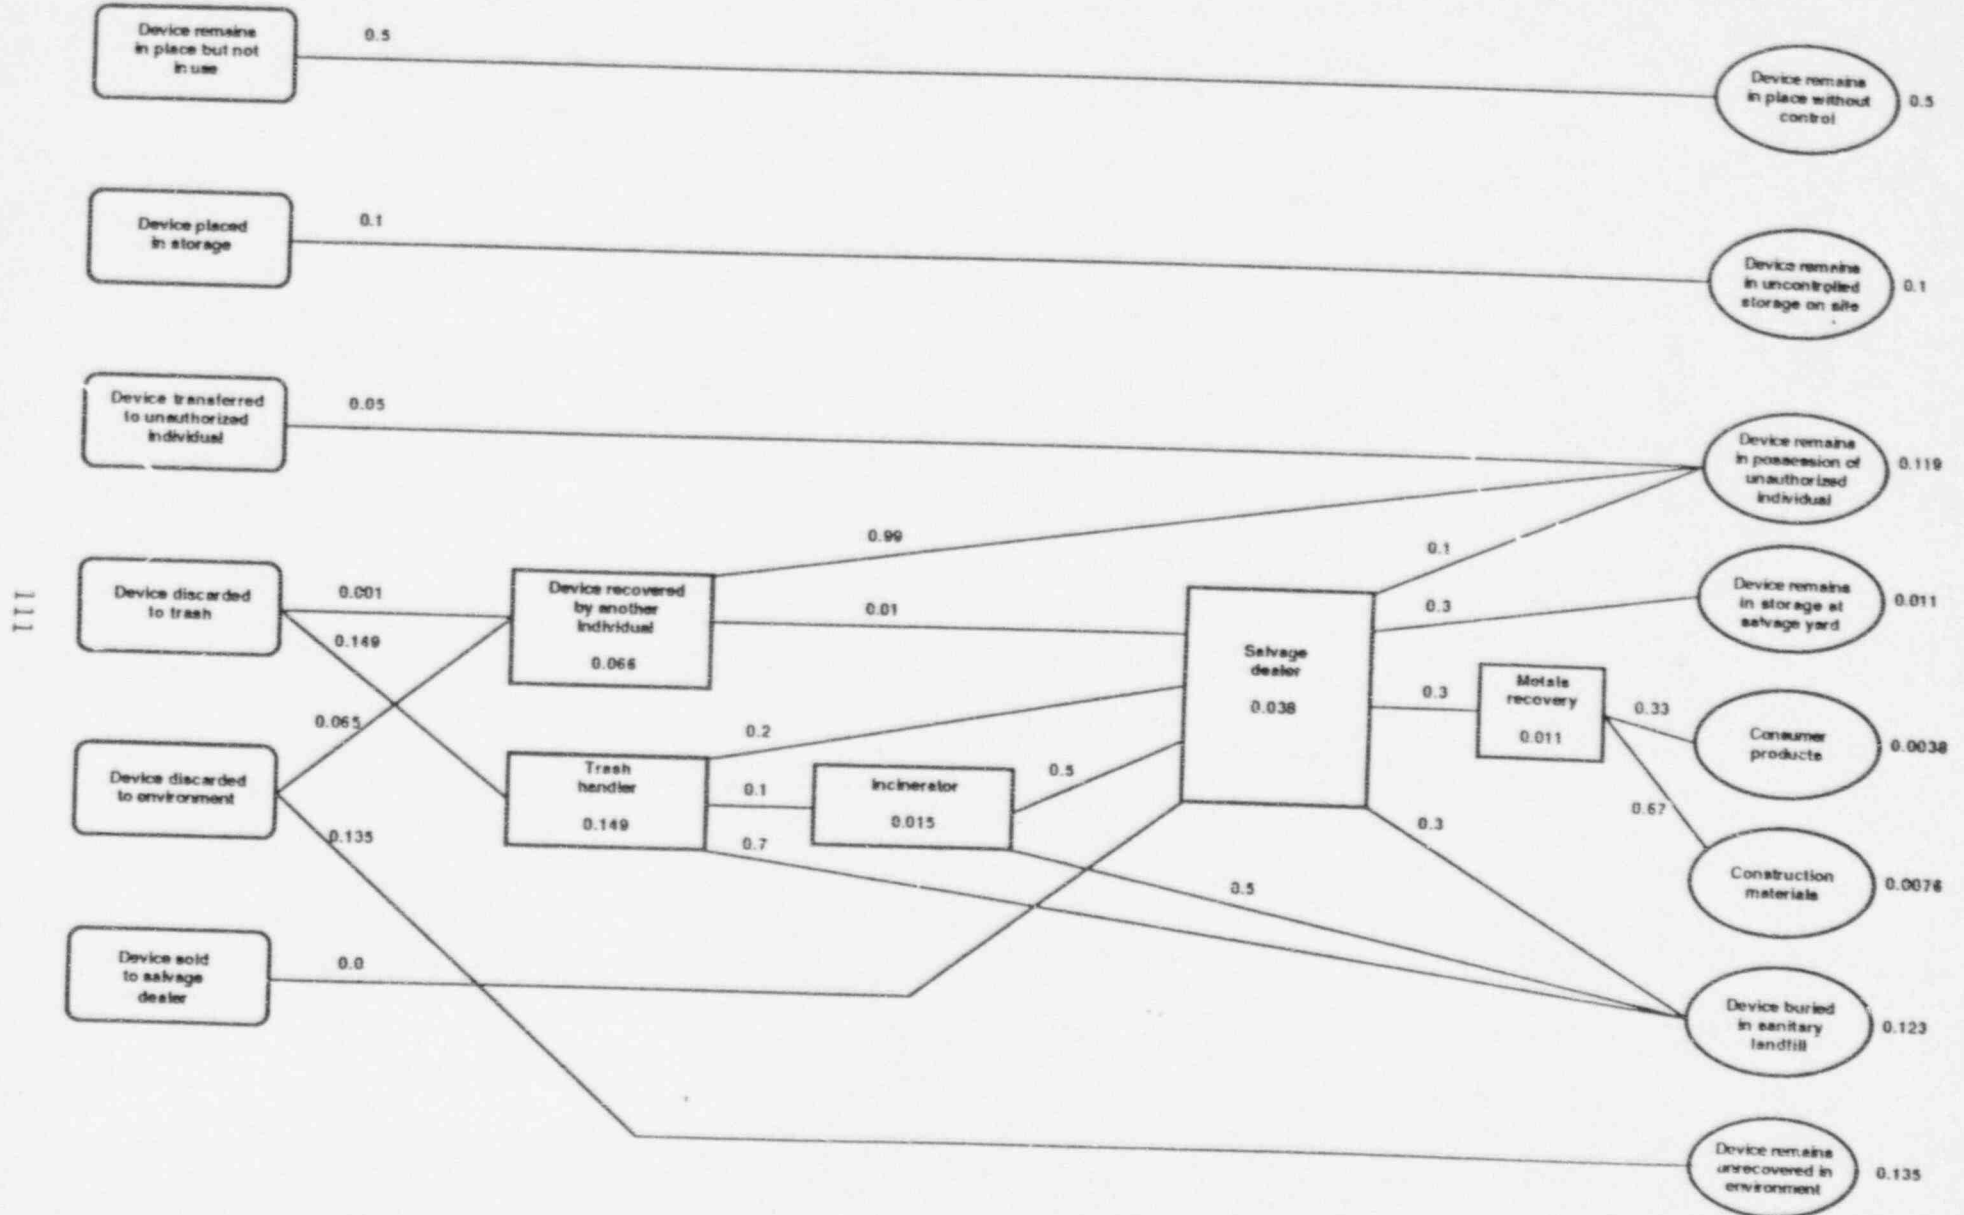 Device remains
in place but not
in use
0.5
Device remains
in place without
control
0.5
Device placed
in storage
0.1
Device remains
in uncontrolled
storage on site
0.1
Device transferred
to unauthorized
individual
0.05
Device remains
in possession of
unauthorized
individual
0.119
Device discarded
to trash
0.001
0.149
Device recovered
by another
individual
0.066
0.99
0.01
Salvage
dealer
0.038
0.1
0.3
Device remains
in storage at
salvage yard
0.011
0.3
Metals
recovery
0.011
0.33
0.67
Consumer
products
0.0038
Device discarded
to environment
0.065
0.135
Trash
handler
0.149
0.2
0.1
0.7
Incinerator
0.015
0.5
0.5
0.3
Construction
materials
0.0076
Device sold
to salvage
dealer
0.0
Device buried
in sanitary
landfill
0.123
Device remains
unrecovered in
environment
0.135
111